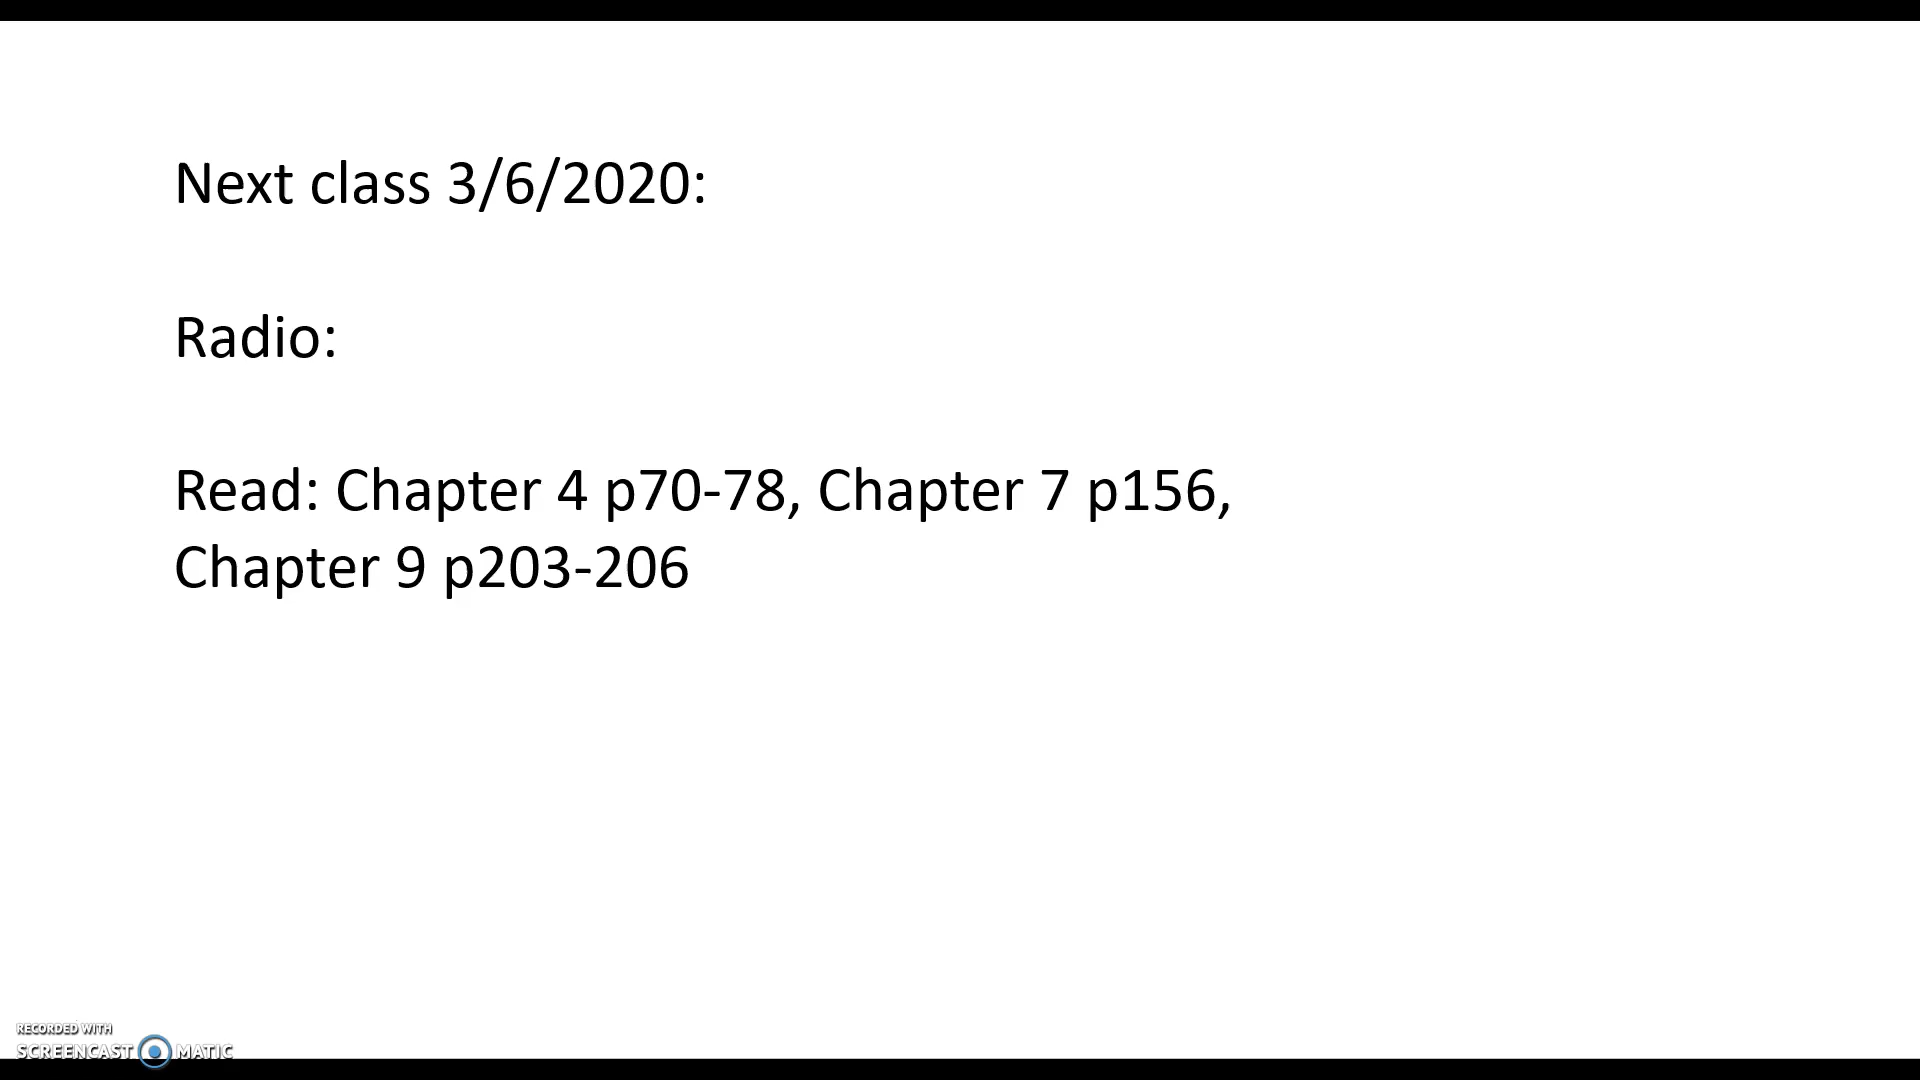 Next class 3/6/2020:
Radio:
Read: Chapter 4 p70-78, Chapter 7 p156,
Chapter 9 p203-206
RECORDED WITH
SCREENCAST MATIC